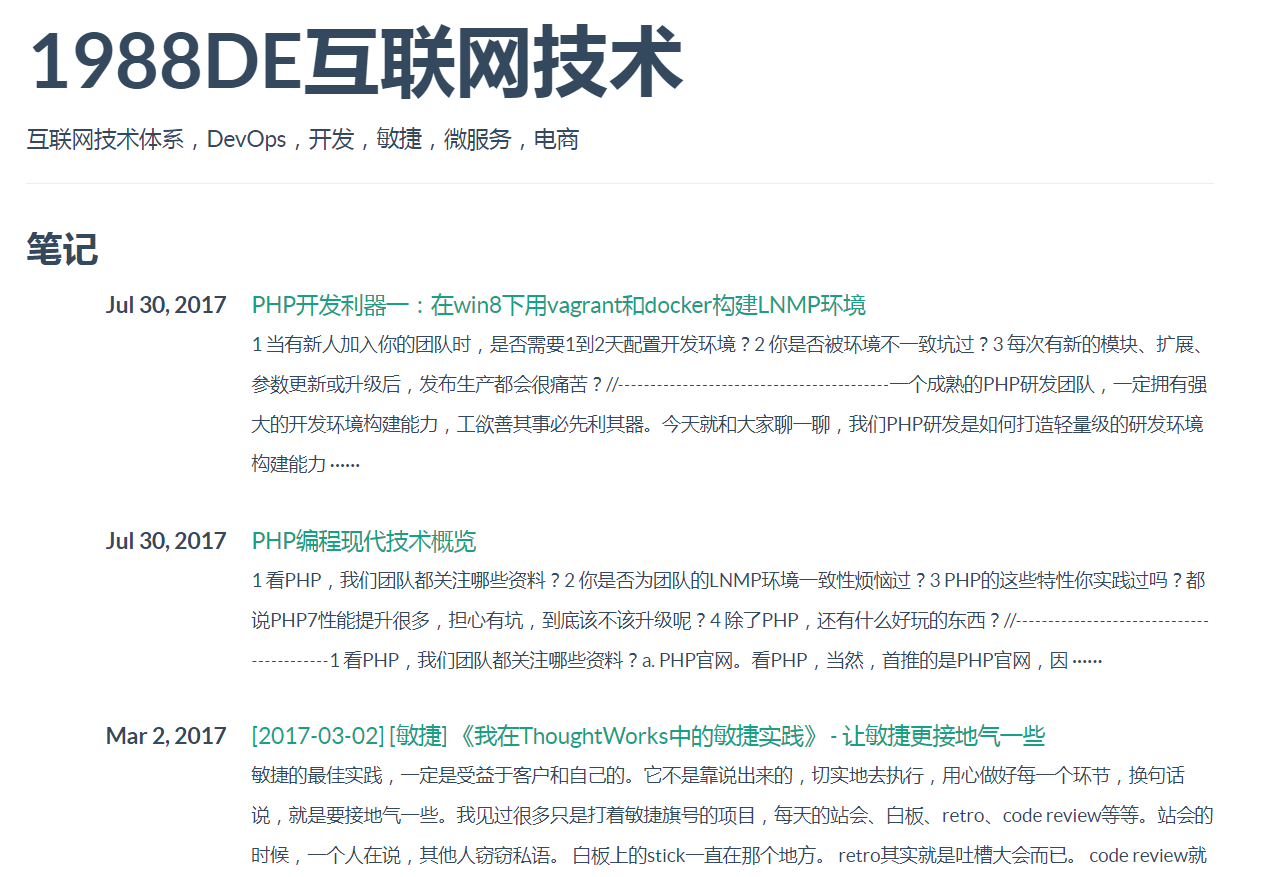 1988DE互联网技术
互联网技术体系，DevOps，开发，敏捷，微服务，电商
笔记
Jul 30, 2017 PHP开发利器一：在win8下用vagrant和docker构建LNMP环境
1 当有新人加入你的团队时，是否需要1到2天配置开发环境？2 你是否被环境不一致坑过？3 每次有新的模块、扩展、
参数更新或升级后，发布生产都会很痛苦？//------------------------------------------一个成熟的PHP研发团队，一定拥有强
大的开发环境构建能力，工欲善其事必先利其器。今天就和大家聊一聊，我们PHP研发是如何打造轻量级的研发环境
构建能力 ······
Jul 30, 2017 PHP编程现代技术概览
1 看PHP，我们团队都关注哪些资料？2 你是否为团队的LNMP环境一致性烦恼过？3 PHP的这些特性你实践过吗？都
说PHP7性能提升很多，担心有坑，到底该不该升级呢？4 除了PHP，还有什么好玩的东西？//------------------------------
------------1 看PHP，我们团队都关注哪些资料？a. PHP官网。看PHP，当然，首推的是PHP官网，因 ······
Mar 2, 2017 [2017-03-02] [敏捷] 《我在ThoughtWorks中的敏捷实践》 - 让敏捷更接地气一些
敏捷的最佳实践，一定是受益于客户和自己的。它不是靠说出来的，切实地去执行，用心做好每一个环节，换句话
说，就是要接地气一些。我见过很多只是打着敏捷旗号的项目，每天的站会、白板、retro、code review等等。站会的
时候，一个人在说，其他人窃窃私语。 白板上的stick一直在那个地方。 retro其实就是吐槽大会而已。 code review就